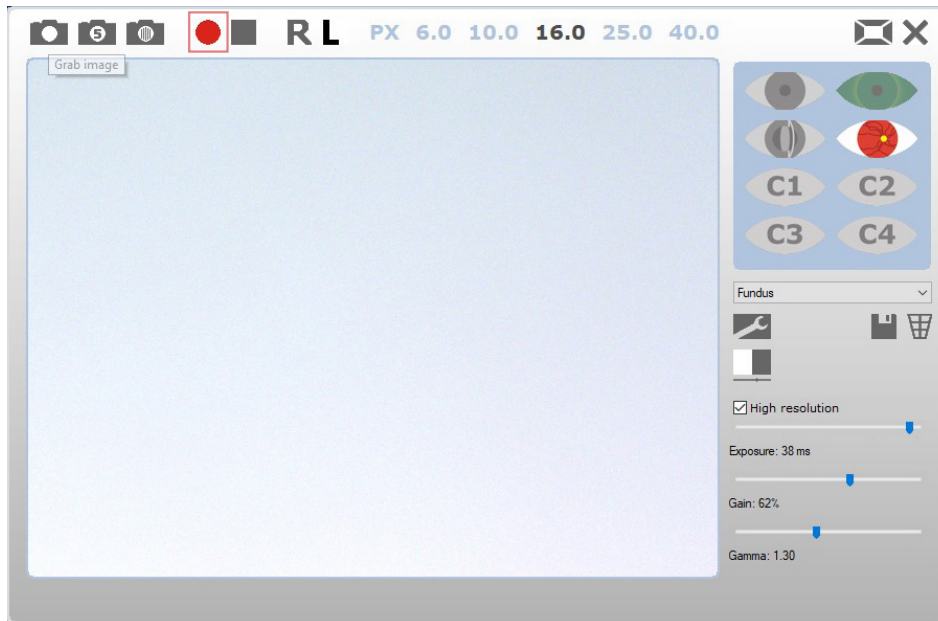 5
R L PX 6.0 10.0 16.0 25.0 40.0
Grab image
C1 C2
C3 C4
Fundus
High resolution
Exposure: 38 ms
Gain: 62%
Gamma: 1.30